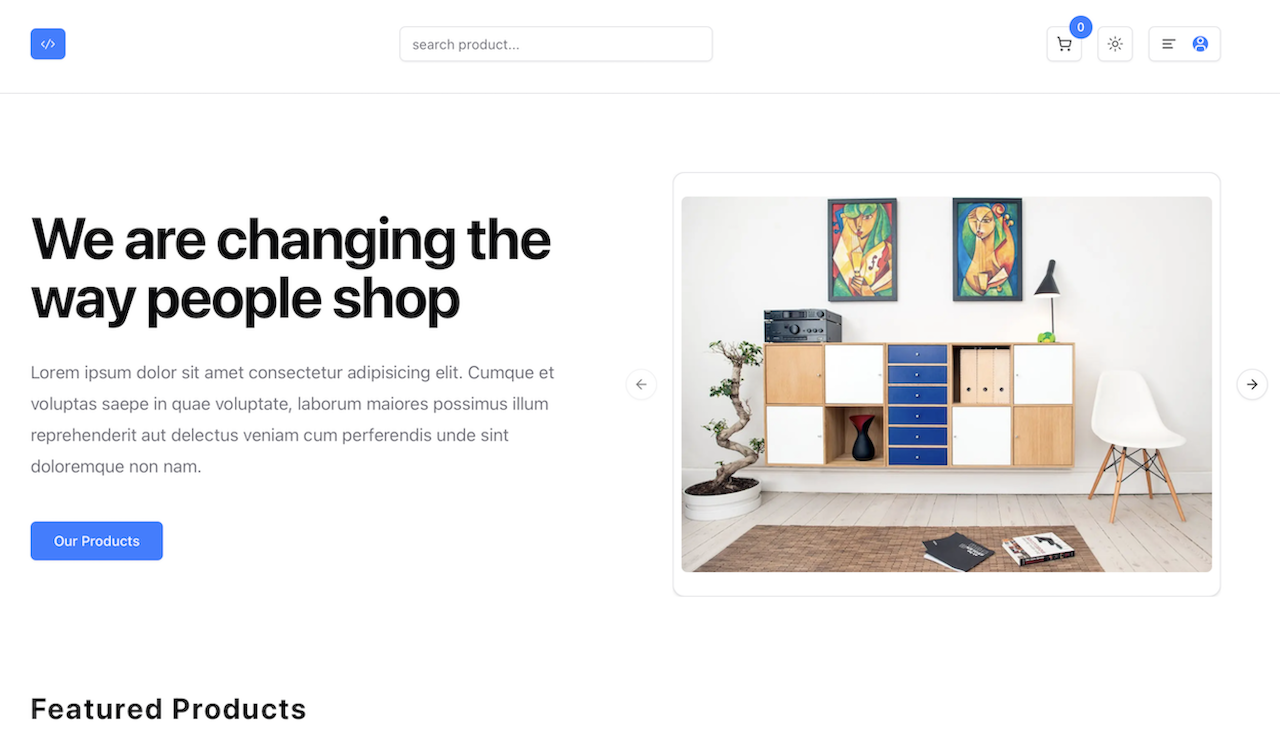 search product...
0
We are changing the
way people shop
Lorem ipsum dolor sit amet consectetur adipisicing elit. Cumque et
voluptas saepe in quae voluptate, laborum maiores possimus illum
reprehenderit aut delectus veniam cum perferendis unde sint
doloremque non nam.
Our Products
Featured Products